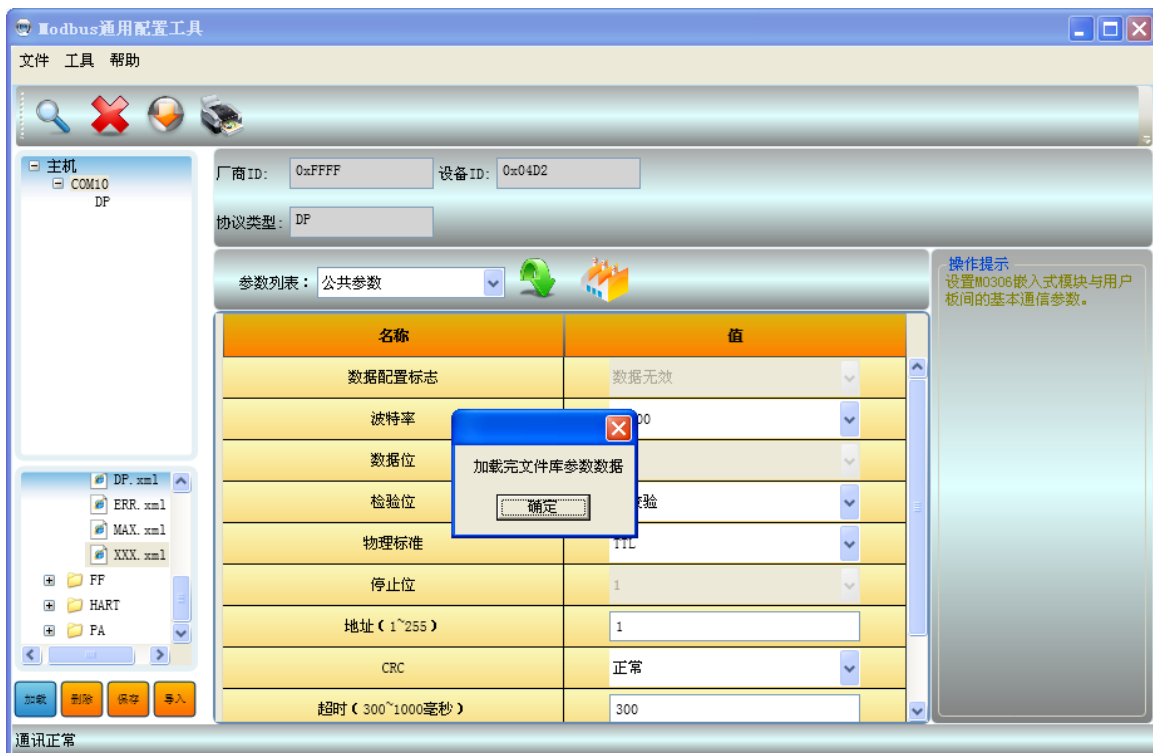 Modbus通用配置工具
文件 工具 帮助
主机
COM10
DP
厂商ID: 0xFFFF 设备ID: 0x04D2
协议类型: DP
参数列表： 公共参数
操作提示
设置M0306嵌入式模块与用户
板间的基本通信参数。
名称 值
数据配置标志 数据无效
波特率 00
数据位
加载完文件库参数数据
确定
检验位 校验
物理标准 TTL
停止位 1
地址(1~255) 1
CRC 正常
超时(300~1000毫秒) 300
DP.xml
ERR.xml
MAX.xml
XXX.xml
FF
HART
PA
加载 删除 保存 导入
通讯正常